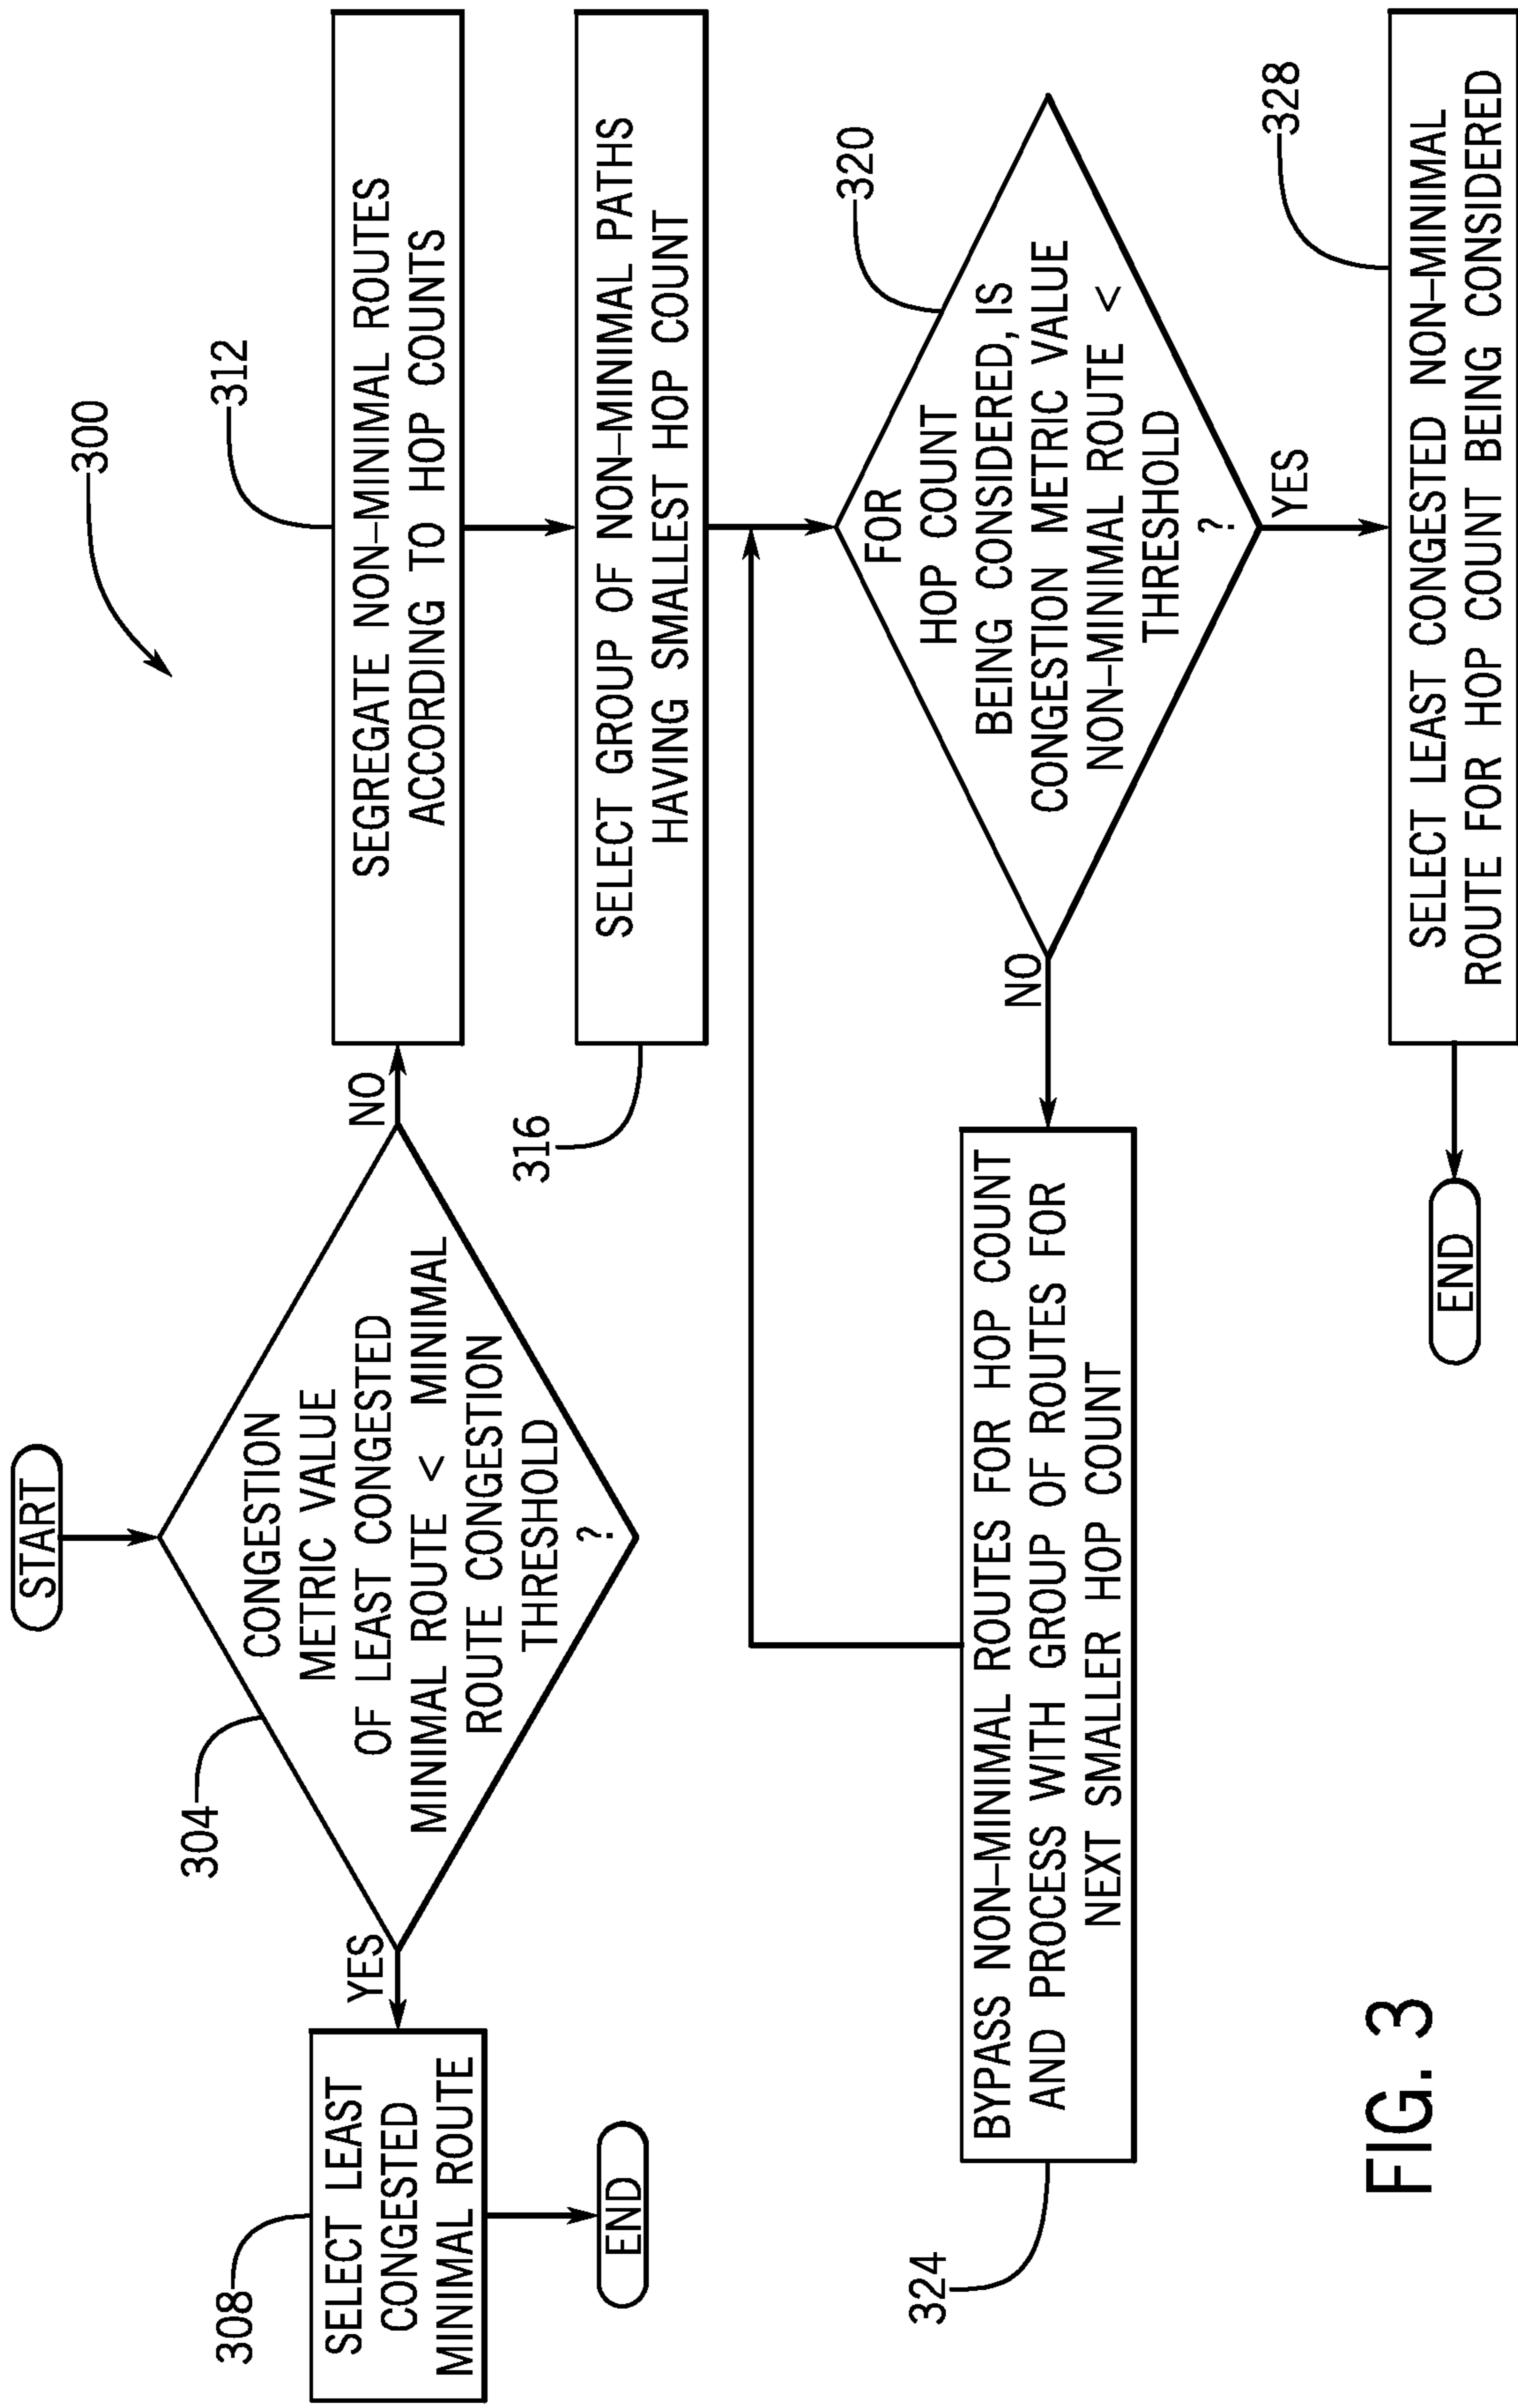 300
START
304
CONGESTION
METRIC VALUE
OF LEAST CONGESTED
MINIMAL ROUTE < MINIMAL
ROUTE CONGESTION
THRESHOLD
?
YES
NO
308
SELECT LEAST
CONGESTED
MINIMAL ROUTE
END
312
SEGREGATE NON–MINIMAL ROUTES
ACCORDING TO HOP COUNTS
316
SELECT GROUP OF NON–MINIMAL PATHS
HAVING SMALLEST HOP COUNT
320
FOR
HOP COUNT
BEING CONSIDERED, IS
CONGESTION METRIC VALUE
NON–MINIMAL ROUTE <
THRESHOLD
?
NO
YES
324
BYPASS NON–MINIMAL ROUTES FOR HOP COUNT
AND PROCESS WITH GROUP OF ROUTES FOR
NEXT SMALLER HOP COUNT
328
SELECT LEAST CONGESTED NON–MINIMAL
ROUTE FOR HOP COUNT BEING CONSIDERED
END
FIG. 3